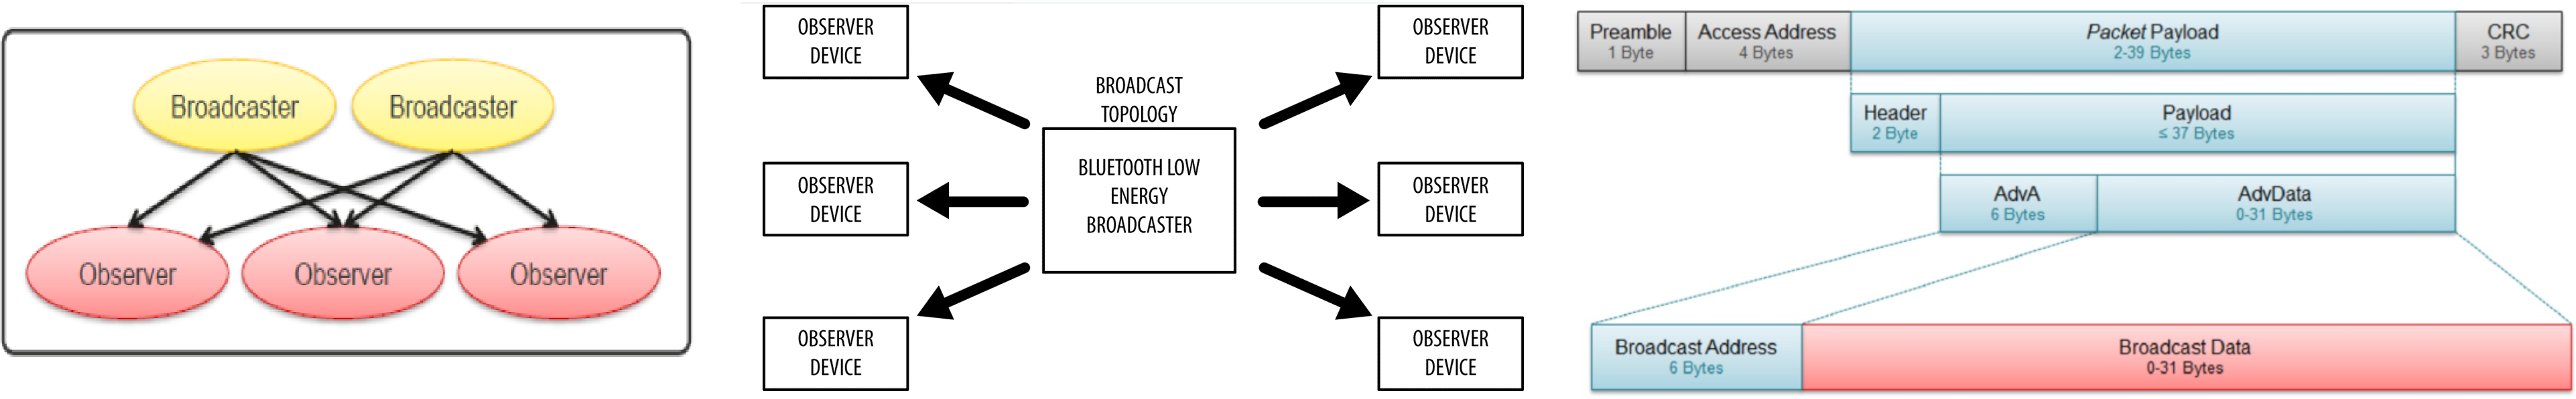 Broadcaster
Broadcaster
Observer
Observer
Observer
OBSERVER
DEVICE
OBSERVER
DEVICE
OBSERVER
DEVICE
BROADCAST
TOPOLOGY
BLUETOOTH LOW
ENERGY
BROADCASTER
OBSERVER
DEVICE
OBSERVER
DEVICE
OBSERVER
DEVICE
Preamble
1 Byte
Access Address
4 Bytes
Packet Payload
2-39 Bytes
CRC
3 Bytes
Header
2 Byte
Payload
≤ 37 Bytes
AdvA
6 Bytes
AdvData
0-31 Bytes
Broadcast Address
6 Bytes
Broadcast Data
0-31 Bytes